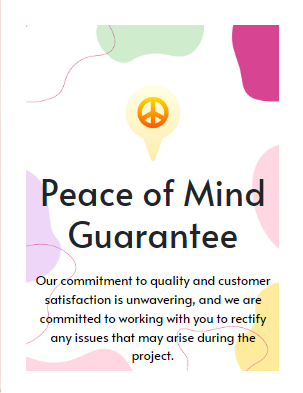 Peace of Mind
Guarantee
Our commitment to quality and customer
satisfaction is unwavering, and we are
committed to working with you to rectify
any issues that may arise during the
project.